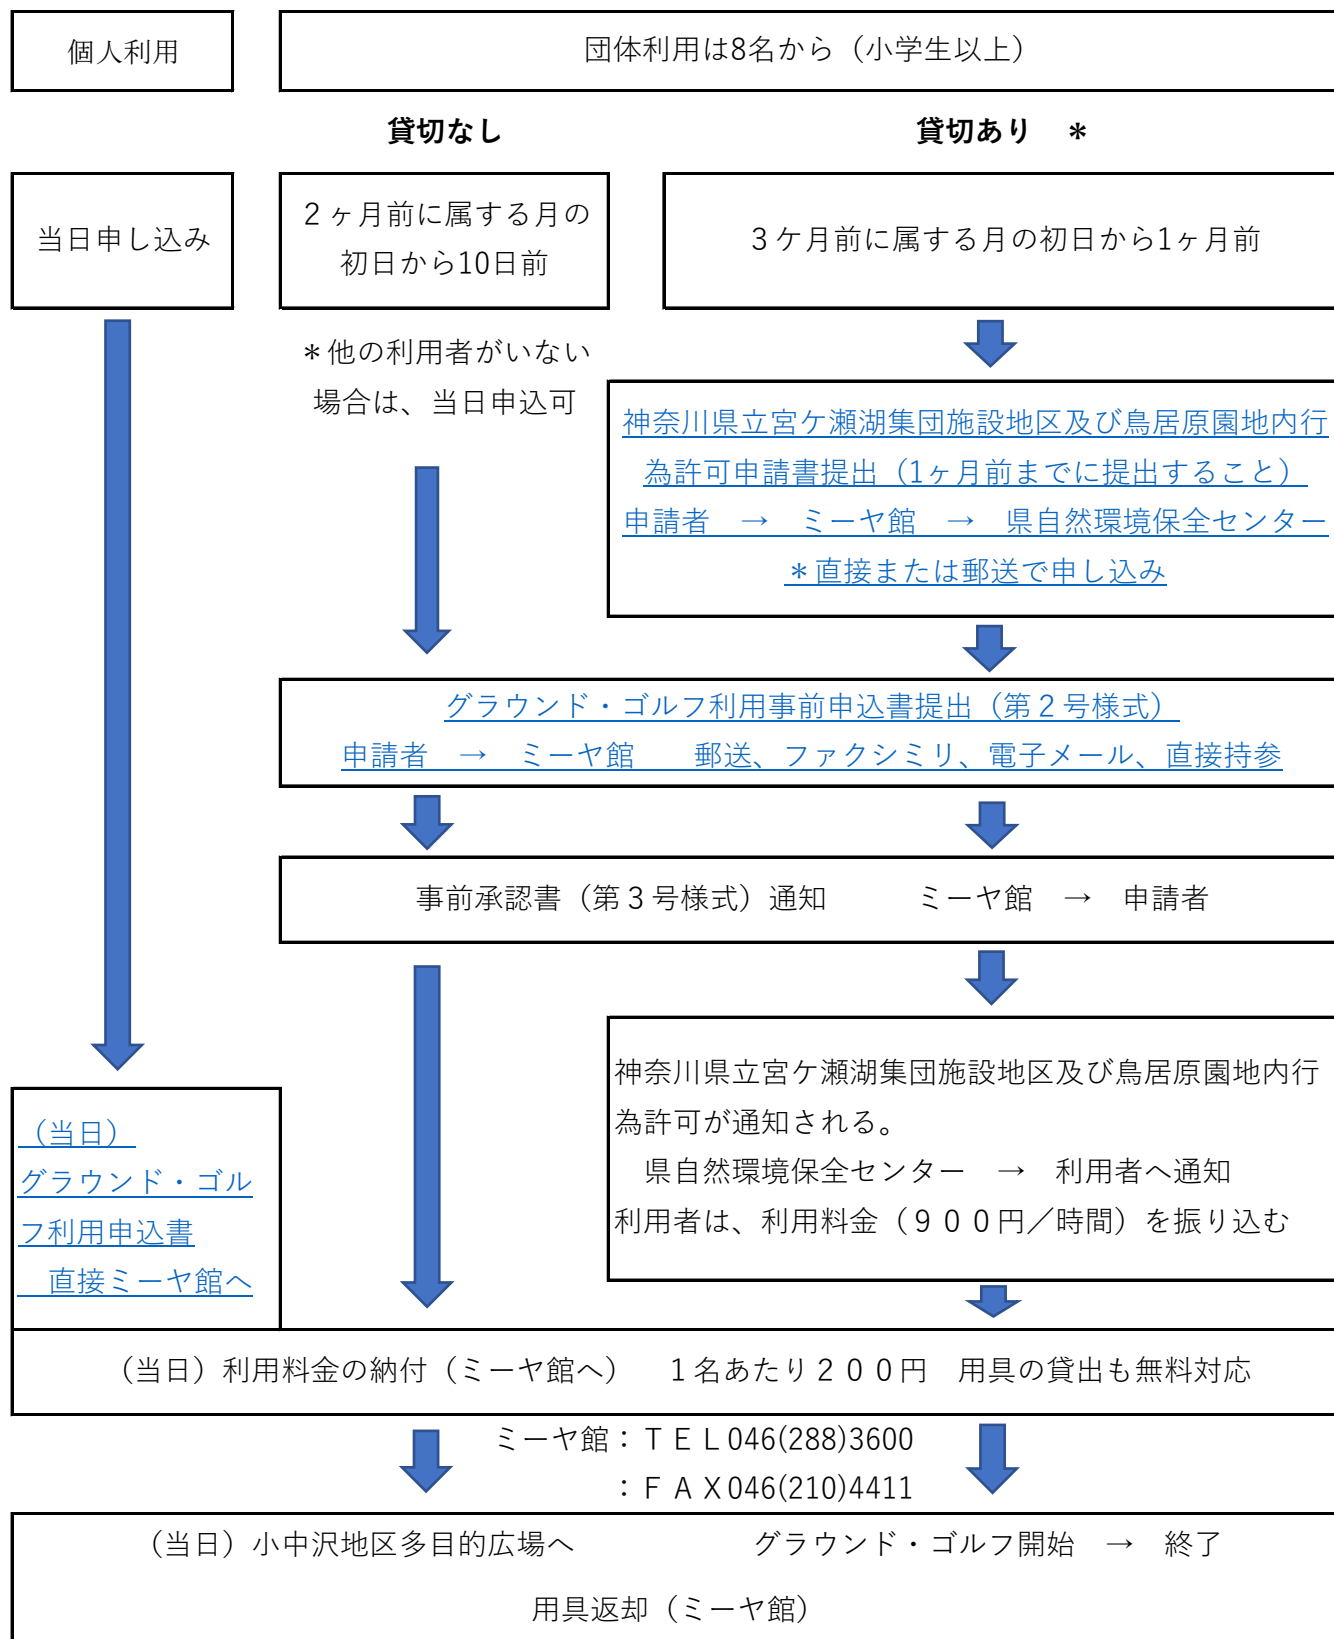 個人利用
団体利用は8名から（小学生以上）
貸切なし
貸切あり　＊
当日申し込み
２ヶ月前に属する月の
初日から10日前
３ケ月前に属する月の初日から1ヶ月前
＊他の利用者がいない
場合は、当日申込可
神奈川県立宮ケ瀬湖集団施設地区及び鳥居原園地内行
為許可申請書提出（1ヶ月前までに提出すること）
申請者　→　ミーヤ館　→　県自然環境保全センター
＊直接または郵送で申し込み
グラウンド・ゴルフ利用事前申込書提出（第２号様式）
申請者　→　ミーヤ館　　郵送、ファクシミリ、電子メール、直接持参
事前承認書（第３号様式）通知　　　ミーヤ館　→　申請者
神奈川県立宮ケ瀬湖集団施設地区及び鳥居原園地内行
為許可が通知される。
県自然環境保全センター　→　利用者へ通知
利用者は、利用料金（９００円／時間）を振り込む
（当日）
グラウンド・ゴル
フ利用申込書
直接ミーヤ館へ
（当日）利用料金の納付（ミーヤ館へ）　１名あたり２００円　用具の貸出も無料対応
ミーヤ館：ＴＥＬ046(288)3600
：ＦＡＸ046(210)4411
（当日）小中沢地区多目的広場へ　　　　　　グラウンド・ゴルフ開始　→　終了
用具返却（ミーヤ館）